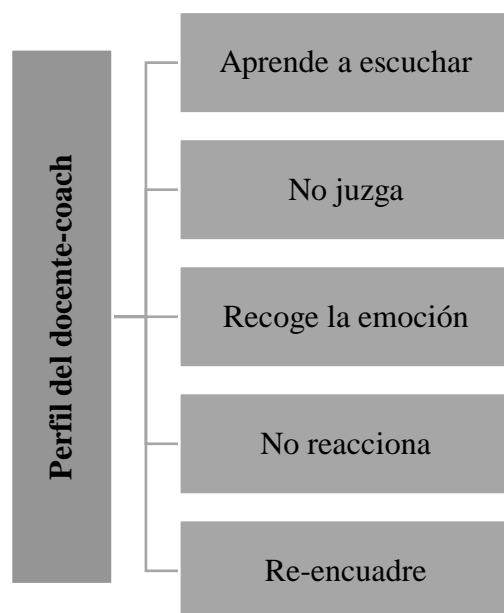 Perfil del docente-coach
Aprende a escuchar
No juzga
Recoge la emoción
No reacciona
Re-encuadre